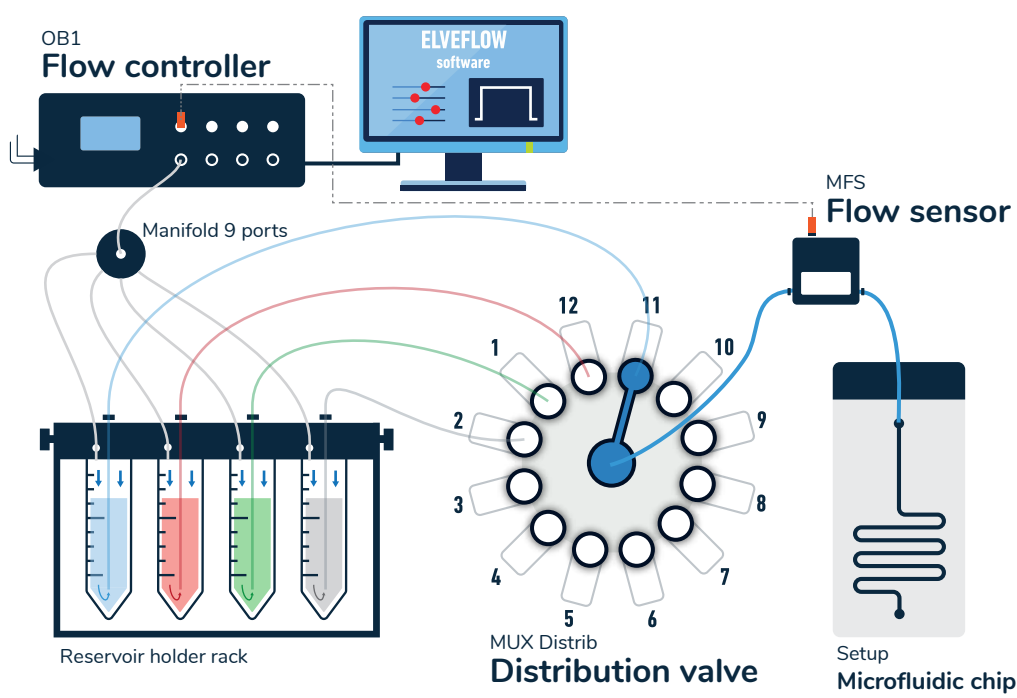 OB1
Flow controller
ELVEFLOW
software
MFS
Flow sensor
Manifold 9 ports
12
11
1
10
2
9
3
8
4
7
5
6
MUX Distrib
Distribution valve
Reservoir holder rack
Setup
Microfluidic chip